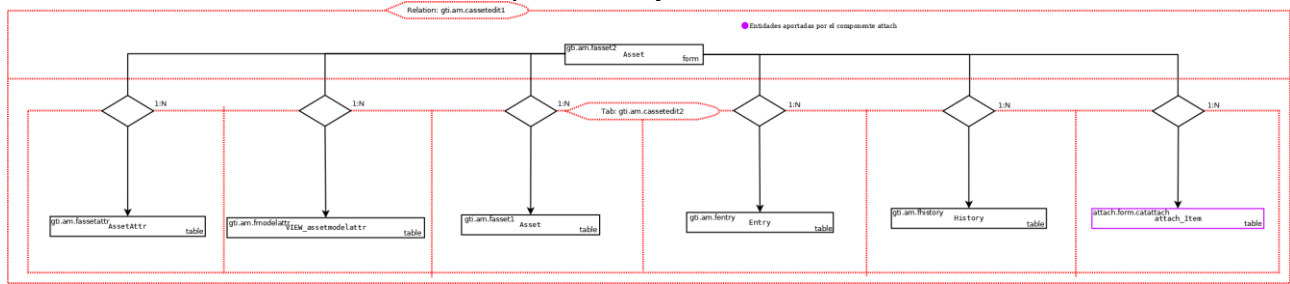 Relation: gti.am.cassetedit1
Entidades aportadas por el componente attach
gti.am.fasset2
Asset
form
1:N
1:N
1:N
Tab: gti.am.cassetedit2
1:N
1:N
1:N
gti.am.fassetattr
AssetAttr
table
gti.am.fmodelattr
VIEW_assetmodelattr
table
gti.am.fasset1
Asset
table
gti.am.fentry
Entry
table
gti.am.fhistory
History
table
attach.form.catattach
attach_Item
table